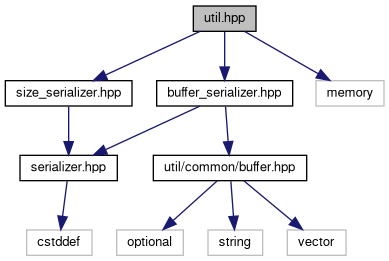 util.hpp
size_serializer.hpp
buffer_serializer.hpp
memory
serializer.hpp
util/common/buffer.hpp
cstddef
optional
string
vector